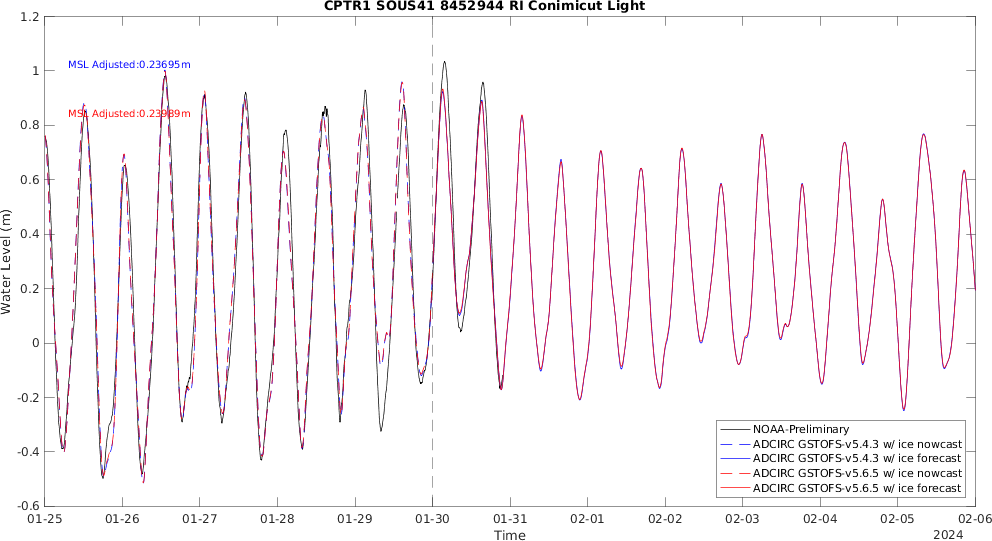 CPTR1 SOUS41 8452944 RI Conimicut Light
1.2
1
0.8
0.6
0.4
0.2
0
-0.2
-0.4
-0.6
Water Level (m)
MSL Adjusted:0.23695m
MSL Adjusted:0.23989m
NOAA-Preliminary
ADCIRC GSTOFS-v5.4.3 w/ ice nowcast
ADCIRC GSTOFS-v5.4.3 w/ ice forecast
ADCIRC GSTOFS-v5.6.5 w/ ice nowcast
ADCIRC GSTOFS-v5.6.5 w/ ice forecast
01-25 01-26 01-27 01-28 01-29 01-30 01-31 02-01 02-02 02-03 02-04 02-05 02-06
Time
2024